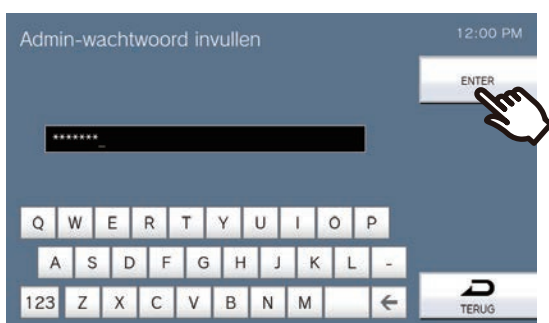 Admin-wachtwoord invullen
12:00 PM
ENTER
*******_
Q W E R T Y U I O P
A S D F G H J K L -
123 Z X C V B N M ←
TERUG